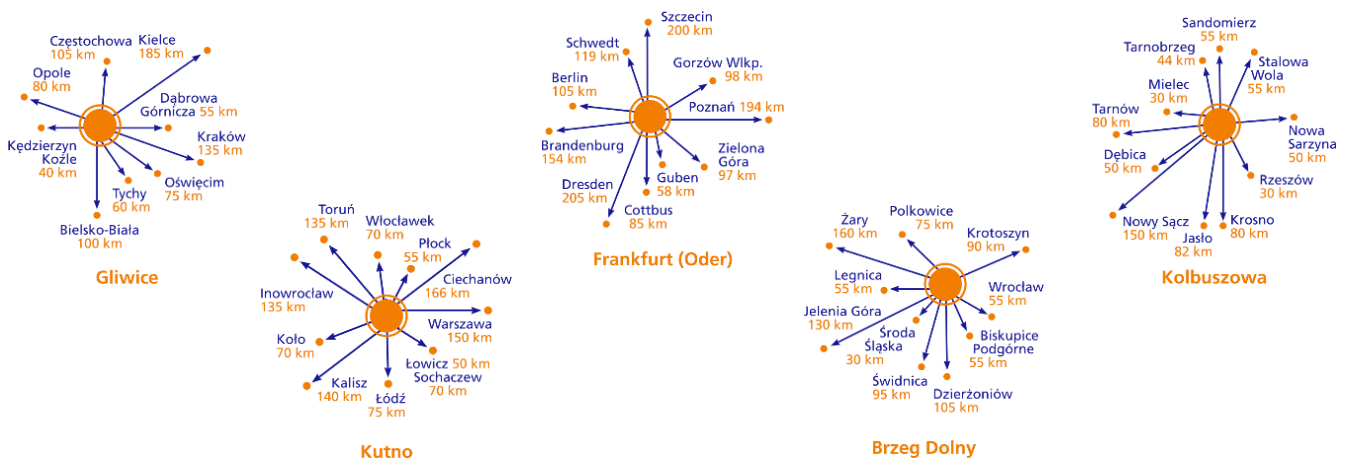 Częstochowa
105 km
Kielce
185 km
Opole
80 km
Dąbrowa
Górnicza 55 km
Kędzierzyn
Koźle
40 km
Kraków
135 km
Oświęcim
75 km
Tychy
60 km
Bielsko-Biała
100 km
Gliwice
Toruń
135 km
Włocławek
70 km
Płock
55 km
Ciechanów
166 km
Inowrocław
135 km
Warszawa
150 km
Koło
70 km
Łowicz 50 km
Sochaczew
70 km
Kalisz
140 km
Łódź
75 km
Kutno
Szczecin
200 km
Schwedt
119 km
Gorzów Wlkp.
98 km
Berlin
105 km
Poznań 194 km
Brandenburg
154 km
Zielona
Góra
97 km
Guben
58 km
Dresden
205 km
Cottbus
85 km
Frankfurt (Oder)
Żary
160 km
Polkowice
75 km
Krotoszyn
90 km
Legnica
55 km
Wrocław
55 km
Jelenia Góra
130 km
Środa
Śląska
30 km
Biskupice
Podgórne
55 km
Świdnica
95 km
Dzierżoniów
105 km
Brzeg Dolny
Sandomierz
55 km
Tarnobrzeg
44 km
Stalowa
Wola
55 km
Mielec
30 km
Tarnów
80 km
Nowa
Sarzyna
50 km
Dębica
50 km
Rzeszów
30 km
Nowy Sącz
150 km
Jasło
82 km
Krosno
80 km
Kolbuszowa